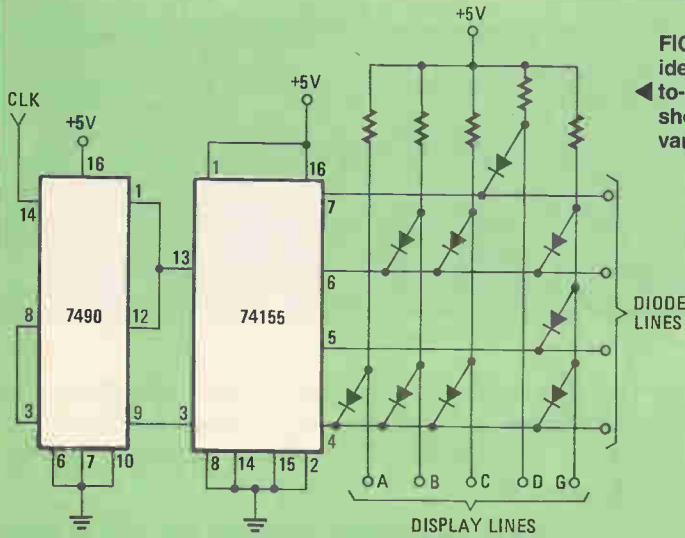 +5V
FIG
ide
to-
sho
var
CLK
+5V
+5V
16
1
16
14
1
7
13
6
8
7490
12
74155
5
3
9
3
4
6
7
10
8
14
15
2
DIODE
LINES
A
B
C
D
G
DISPLAY LINES